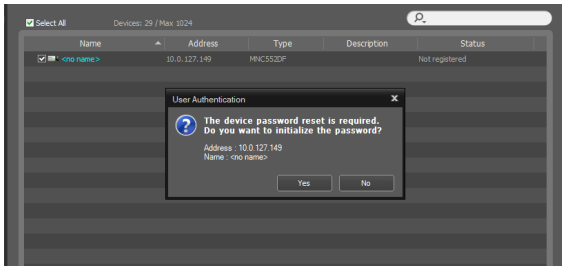 Select All Devices: 29 / Max 1024
Name Address Type Description Status
<no name> 10.0.127.149 MNCS52DF Not registered
User Authentication X
The device password reset is required.
Do you want to initialize the password?
Address : 10.0.127.149
Name : <no name>
Yes No